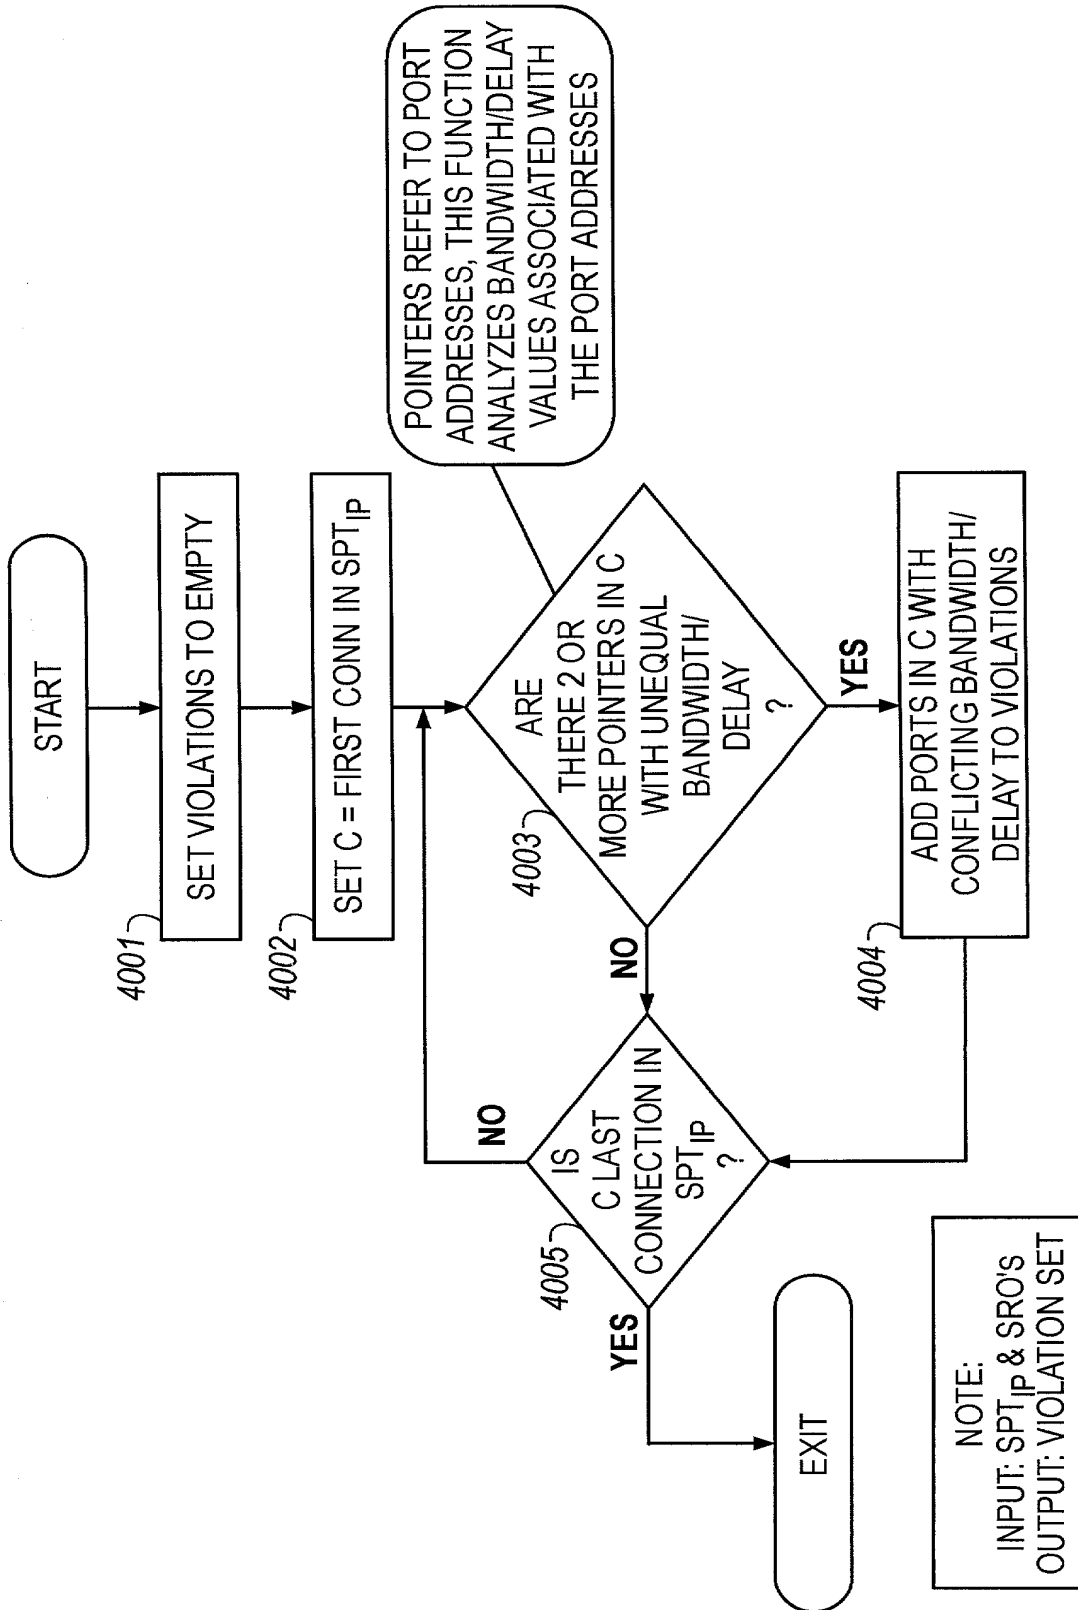 START
4001
SET VIOLATIONS TO EMPTY
4002
SET C = FIRST CONN IN SPT_IP
POINTERS REFER TO PORT
ADDRESSES, THIS FUNCTION
ANALYZES BANDWIDTH/DELAY
VALUES ASSOCIATED WITH
THE PORT ADDRESSES
4003
ARE
THERE 2 OR
MORE POINTERS IN C
WITH UNEQUAL
BANDWIDTH/
DELAY
?
NO
YES
4004
ADD PORTS IN C WITH
CONFLICTING BANDWIDTH/
DELAY TO VIOLATIONS
4005
IS
C LAST
CONNECTION IN
SPT_IP
?
NO
YES
EXIT
NOTE:
INPUT: SPT_IP & SRO'S
OUTPUT: VIOLATION SET